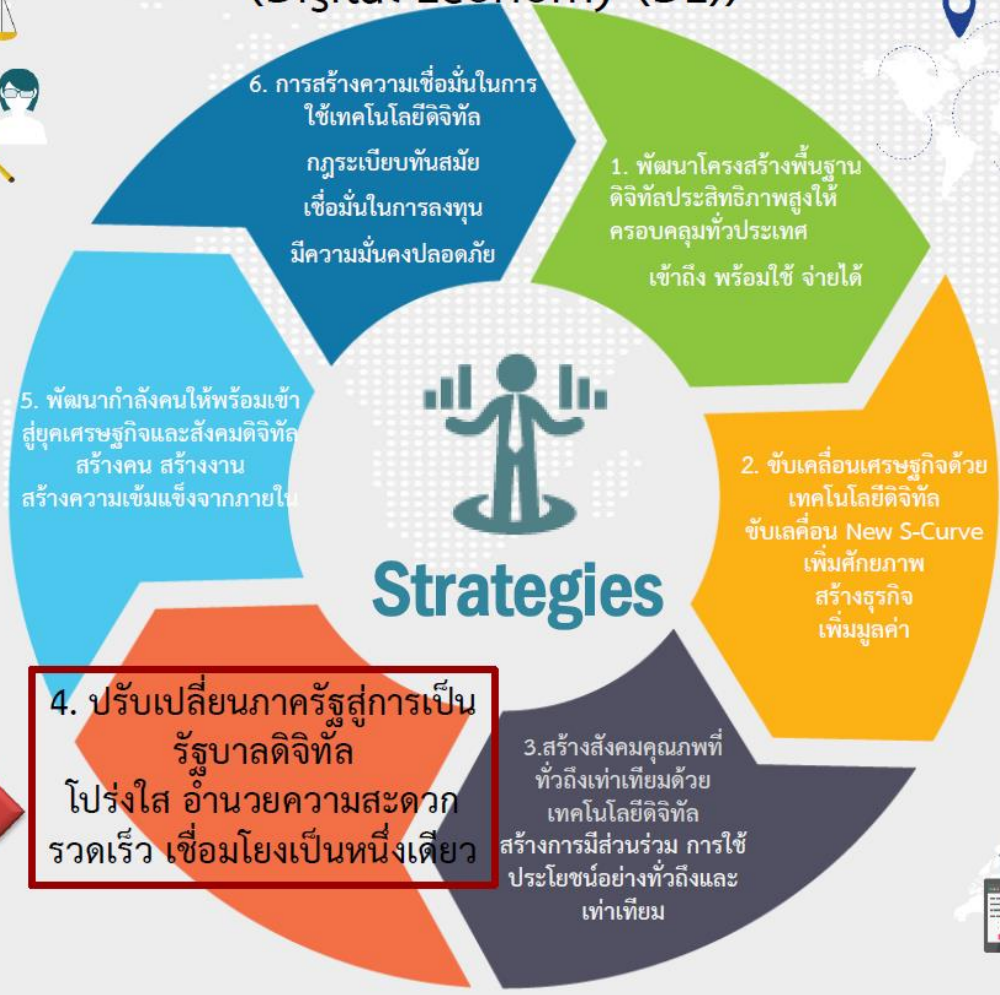 (Digital Economy (DE))
6. การสร้างความเชื่อมั่นในการ
ใช้เทคโนโลยีดิจิทัล
กฎระเบียบทันสมัย
เชื่อมั่นในการลงทุน
มีความมั่นคงปลอดภัย
1. พัฒนาโครงสร้างพื้นฐาน
ดิจิทัลประสิทธิภาพสูงให้
ครอบคลุมทั่วประเทศ
เข้าถึง พร้อมใช้ จ่ายได้
5. พัฒนากำลังคนให้พร้อมเข้า
สู่ยุคเศรษฐกิจและสังคมดิจิทัล
สร้างคน สร้างงาน
สร้างความเข้มแข็งจากภายใน
2. ขับเคลื่อนเศรษฐกิจด้วย
เทคโนโลยีดิจิทัล
ขับเลคื่อน New S-Curve
เพิ่มศักยภาพ
สร้างธุรกิจ
เพิ่มมูลค่า
Strategies
4. ปรับเปลี่ยนภาครัฐสู่การเป็น
รัฐบาลดิจิทัล
โปร่งใส อำนวยความสะดวก
รวดเร็ว เชื่อมโยงเป็นหนึ่งเดียว
3.สร้างสังคมคุณภพที่
ทั่วถึงเท่าเทียมด้วย
เทคโนโลยีดิจิทัล
สร้างการมีส่วนร่วม การใช้
ประโยชน์อย่างทั่วถึงและ
เท่าเทียม